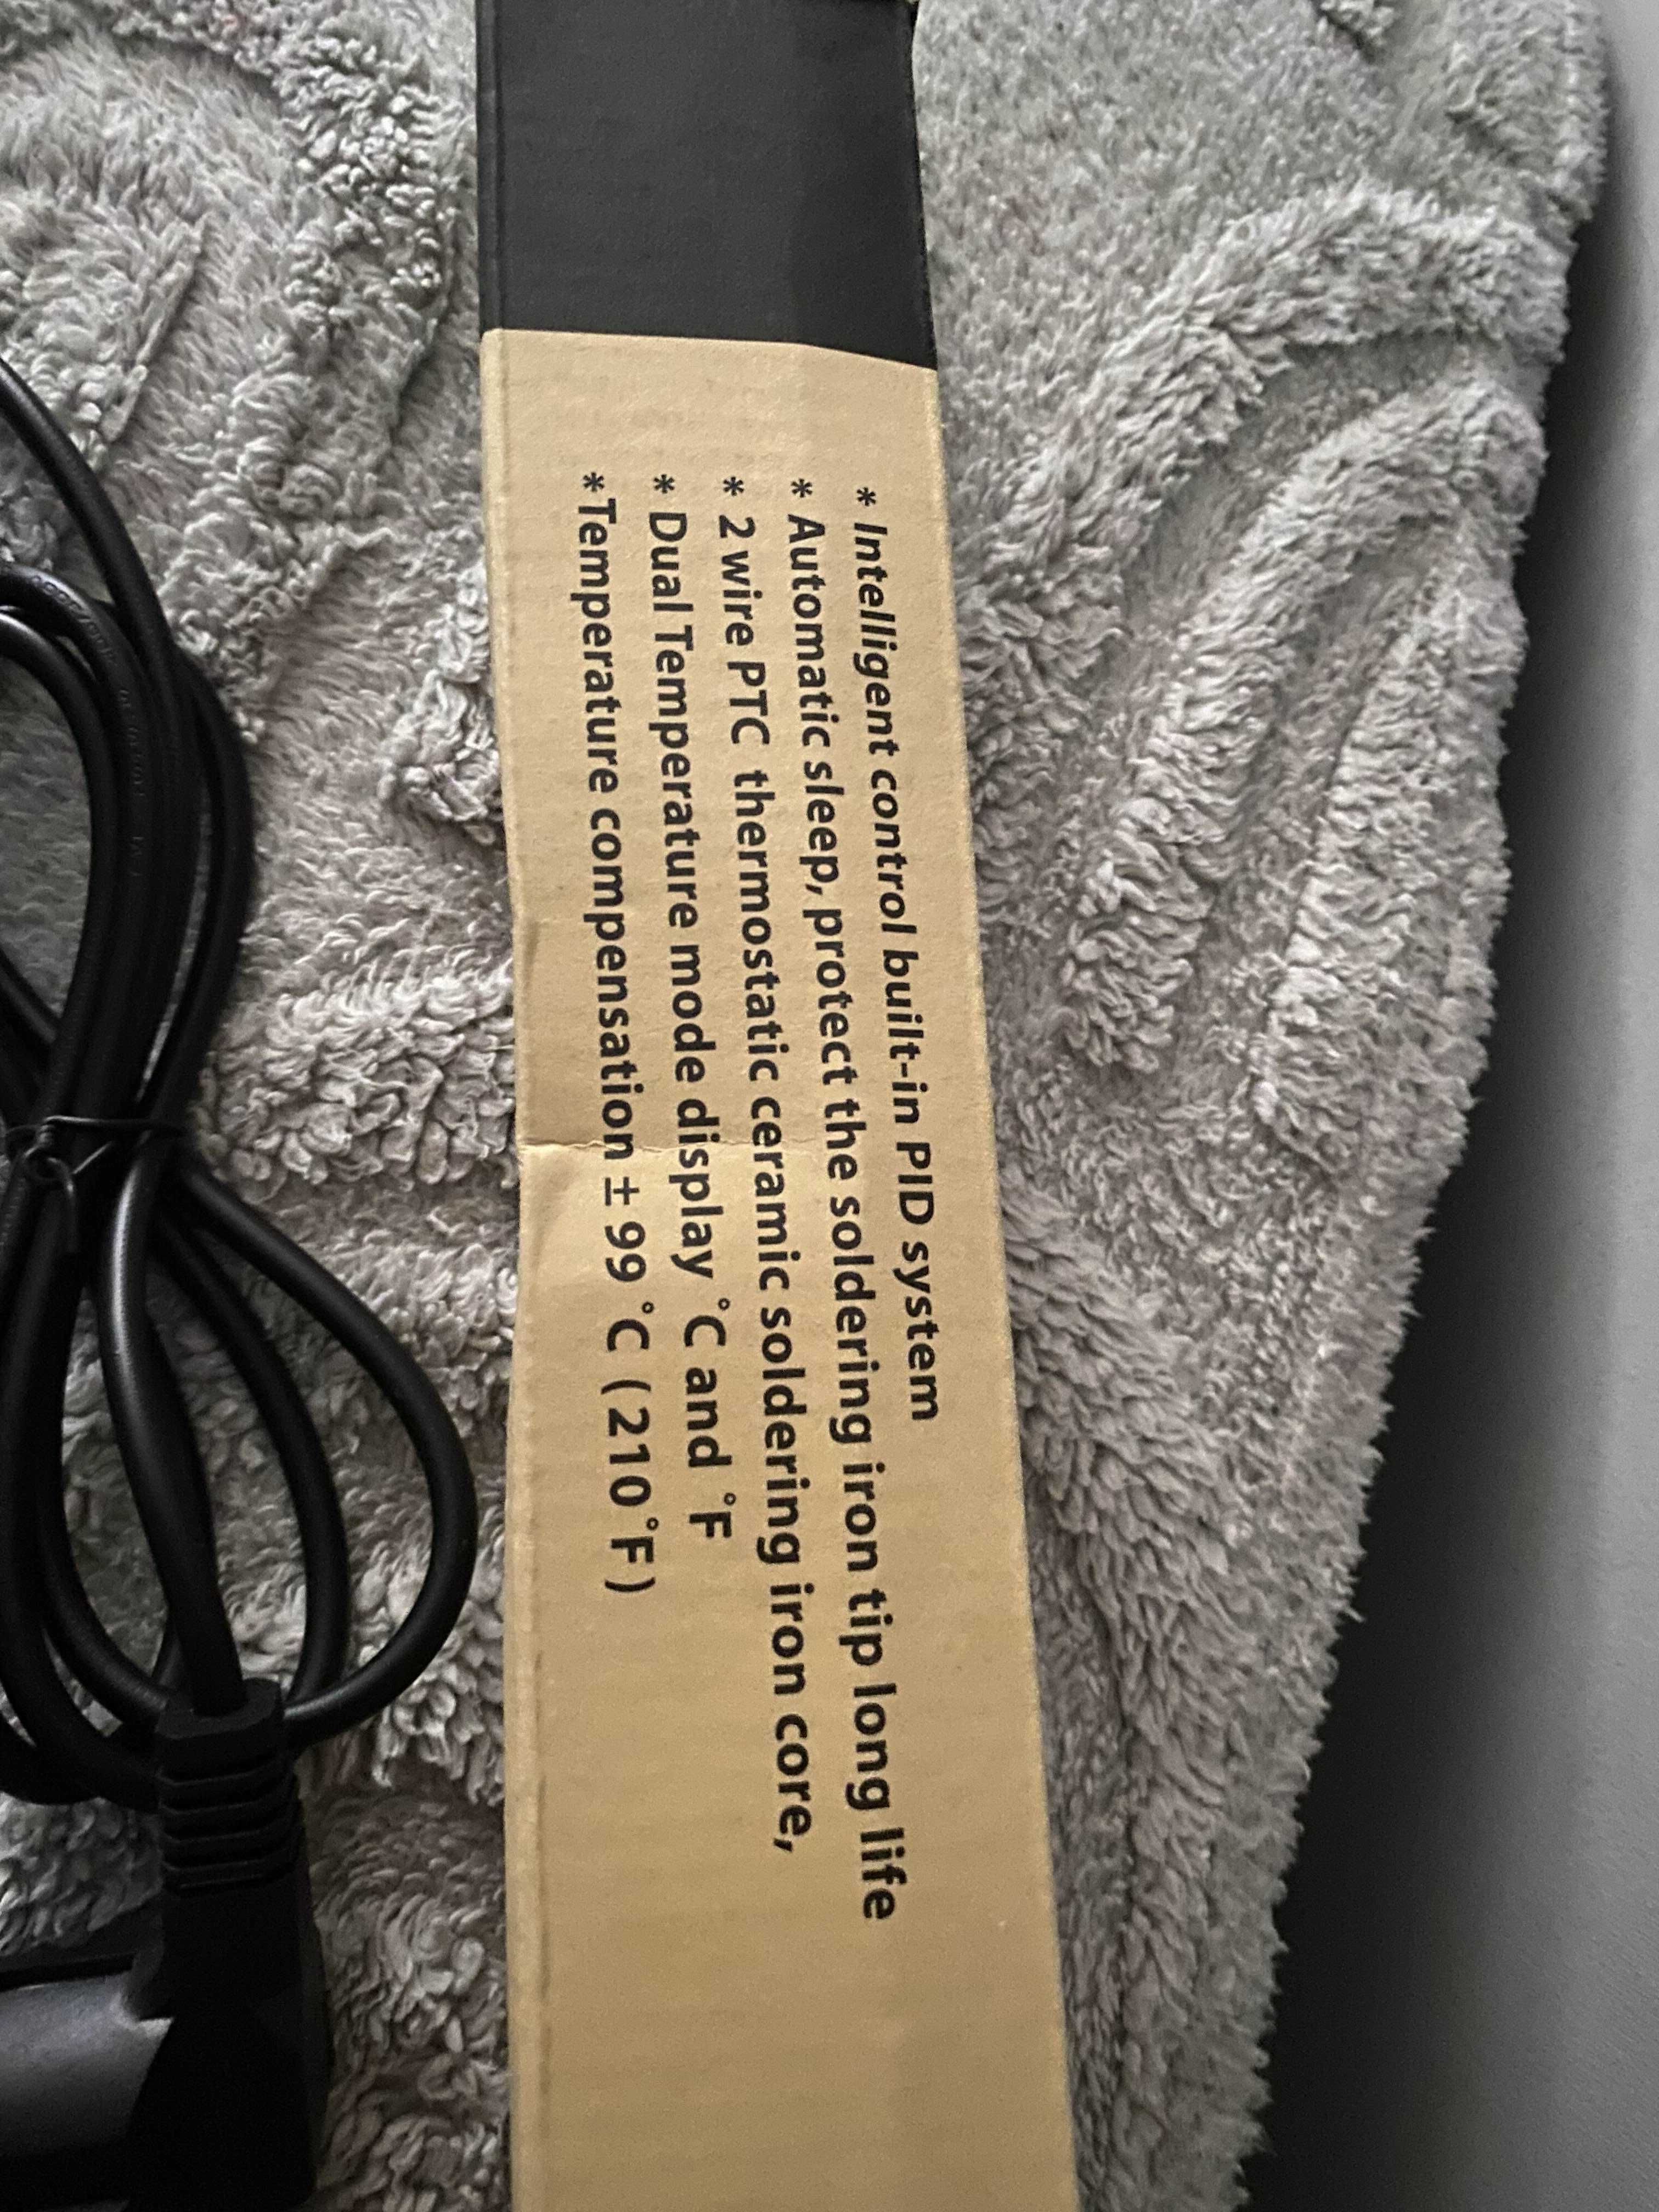 * Intelligent control built-in PID system
* Automatic sleep, protect the soldering iron tip long life
* 2 wire PTC thermostatic ceramic soldering iron core,
* Dual Temperature mode display °C and °F
*Temperature compensation ± 99 °C (210°F)